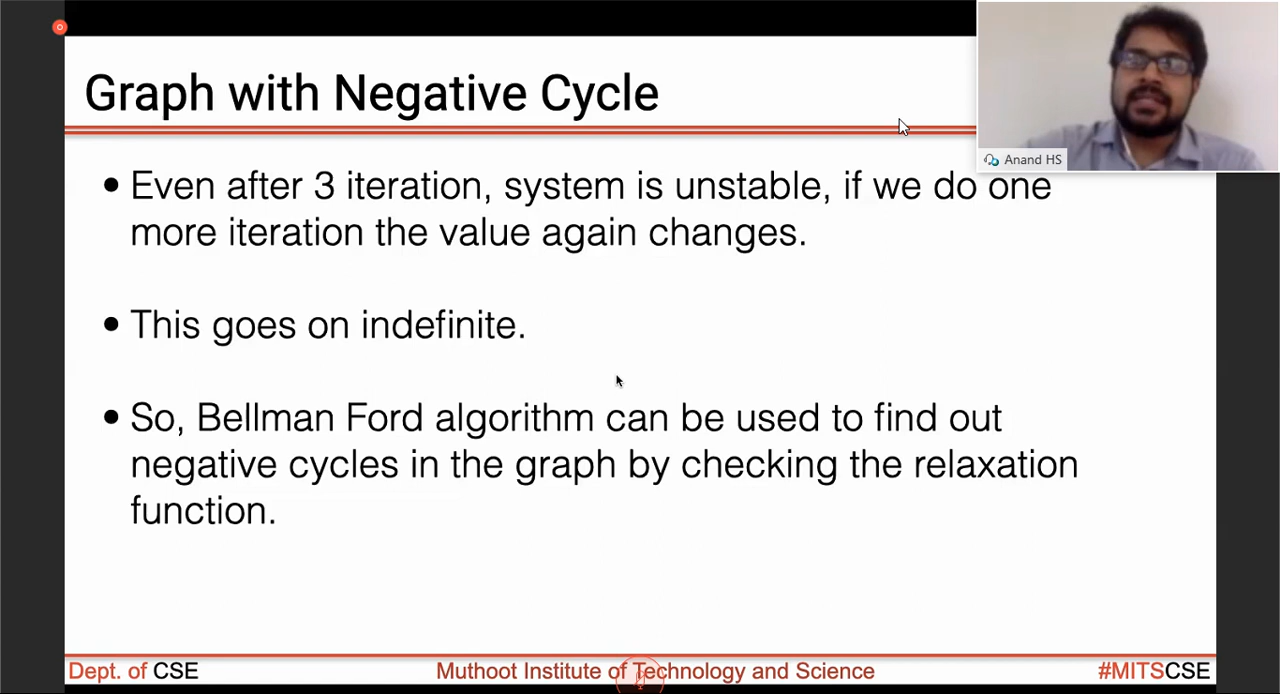 Graph with Negative Cycle
Anand HS
• Even after 3 iteration, system is unstable, if we do one
more iteration the value again changes.
• This goes on indefinite.
• So, Bellman Ford algorithm can be used to find out
negative cycles in the graph by checking the relaxation
function.
Dept. of CSE
Muthoot Institute of Technology and Science
#MITSCSE